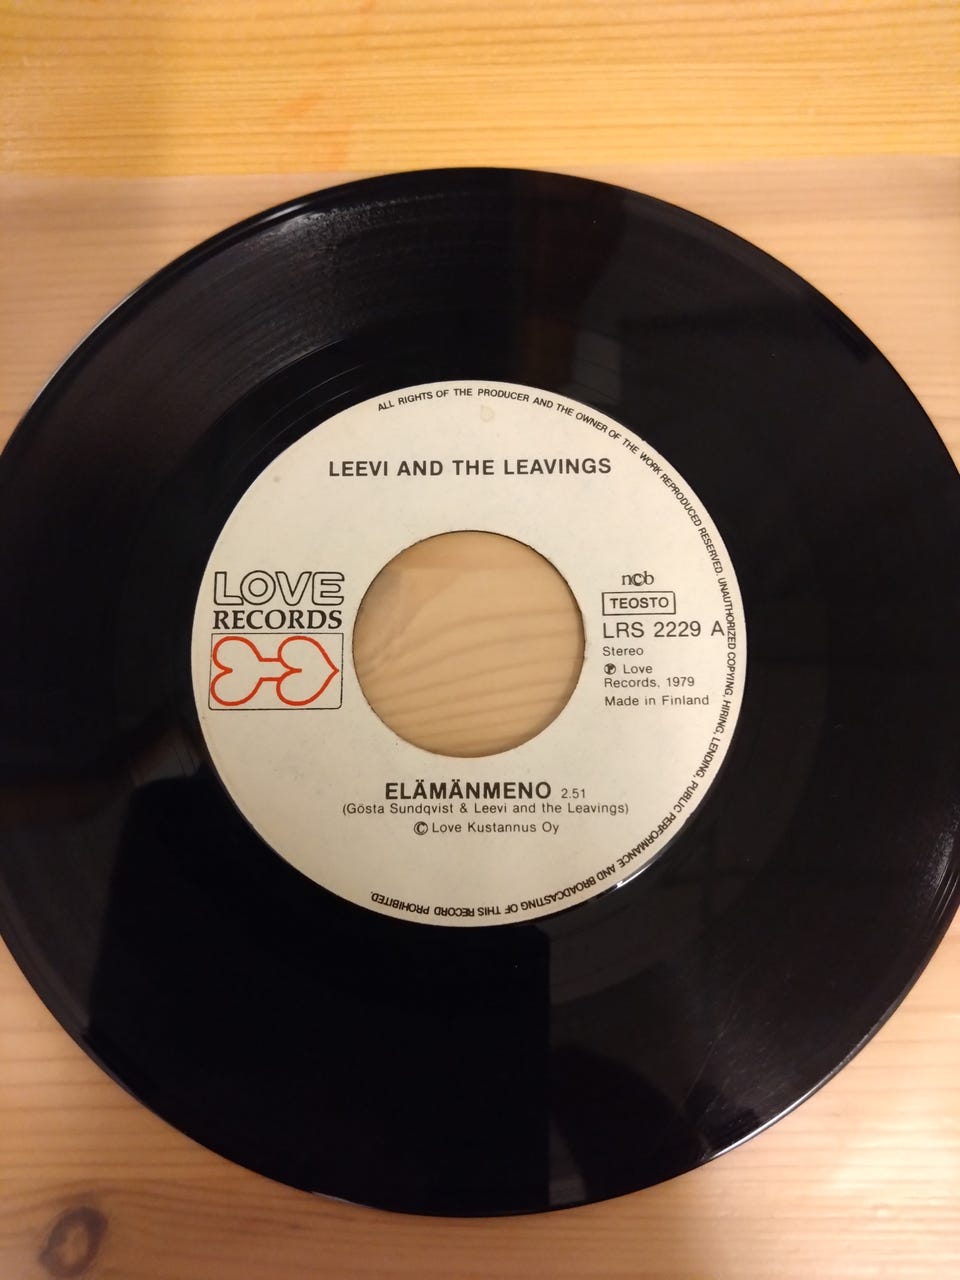 ALL RIGHTS OF THE PRODUCER AND THE OWNER OF THE WORK REPRODUCED RESERVED. UNAUTHORIZED COPYING, HIRING, LENDING, PUBLIC PERFORMANCE AND BROADCASTING OF THIS RECORD PROHIBITED.
LEEVI AND THE LEAVINGS
LOVE
RECORDS
ncb
TEOSTO
LRS 2229 A
Stereo
Ⓟ Love
Records, 1979
Made in Finland
ELÄMÄNMENO 2.51
(Gösta Sundqvist & Leevi and the Leavings)
© Love Kustannus Oy